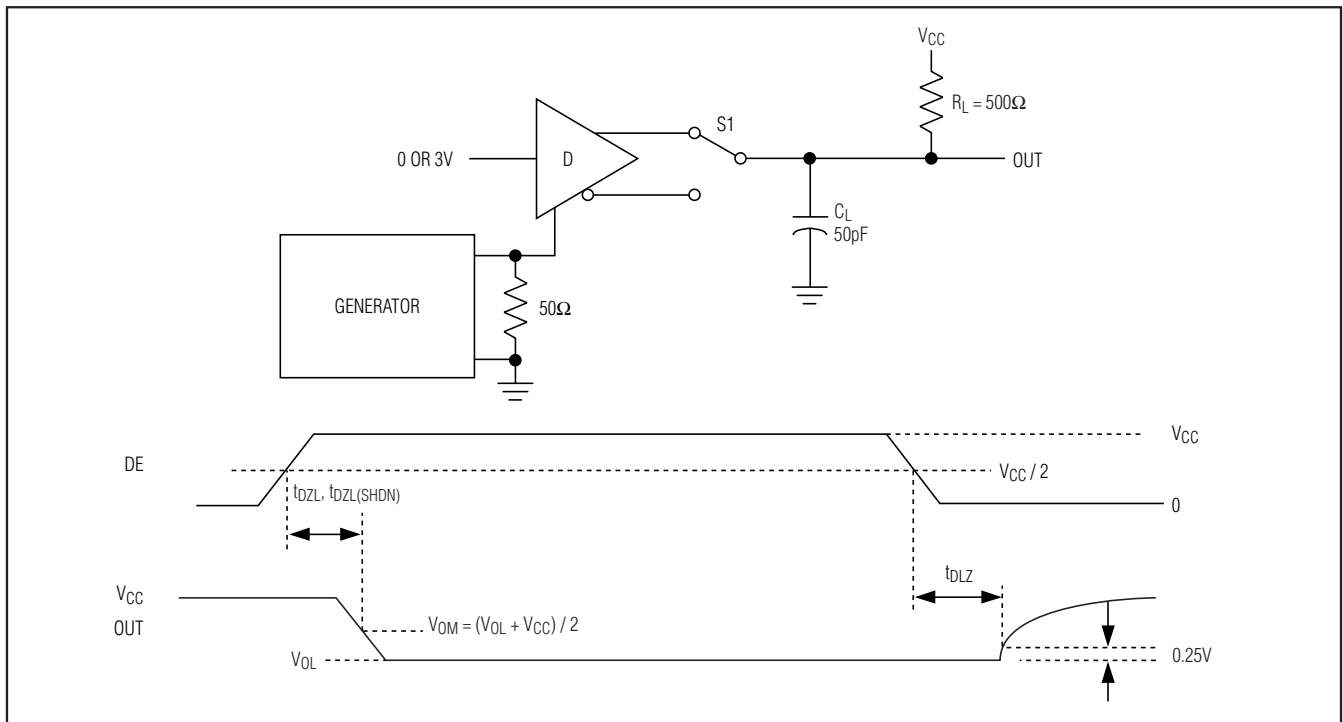 VCC
RL = 500Ω
S1
0 OR 3V
D
OUT
CL
50pF
GENERATOR
50Ω
VCC
DE
VCC / 2
tDZL, tDZL(SHDN)
0
tDLZ
VCC
OUT
VOM = (VOL + VCC) / 2
VOL
0.25V